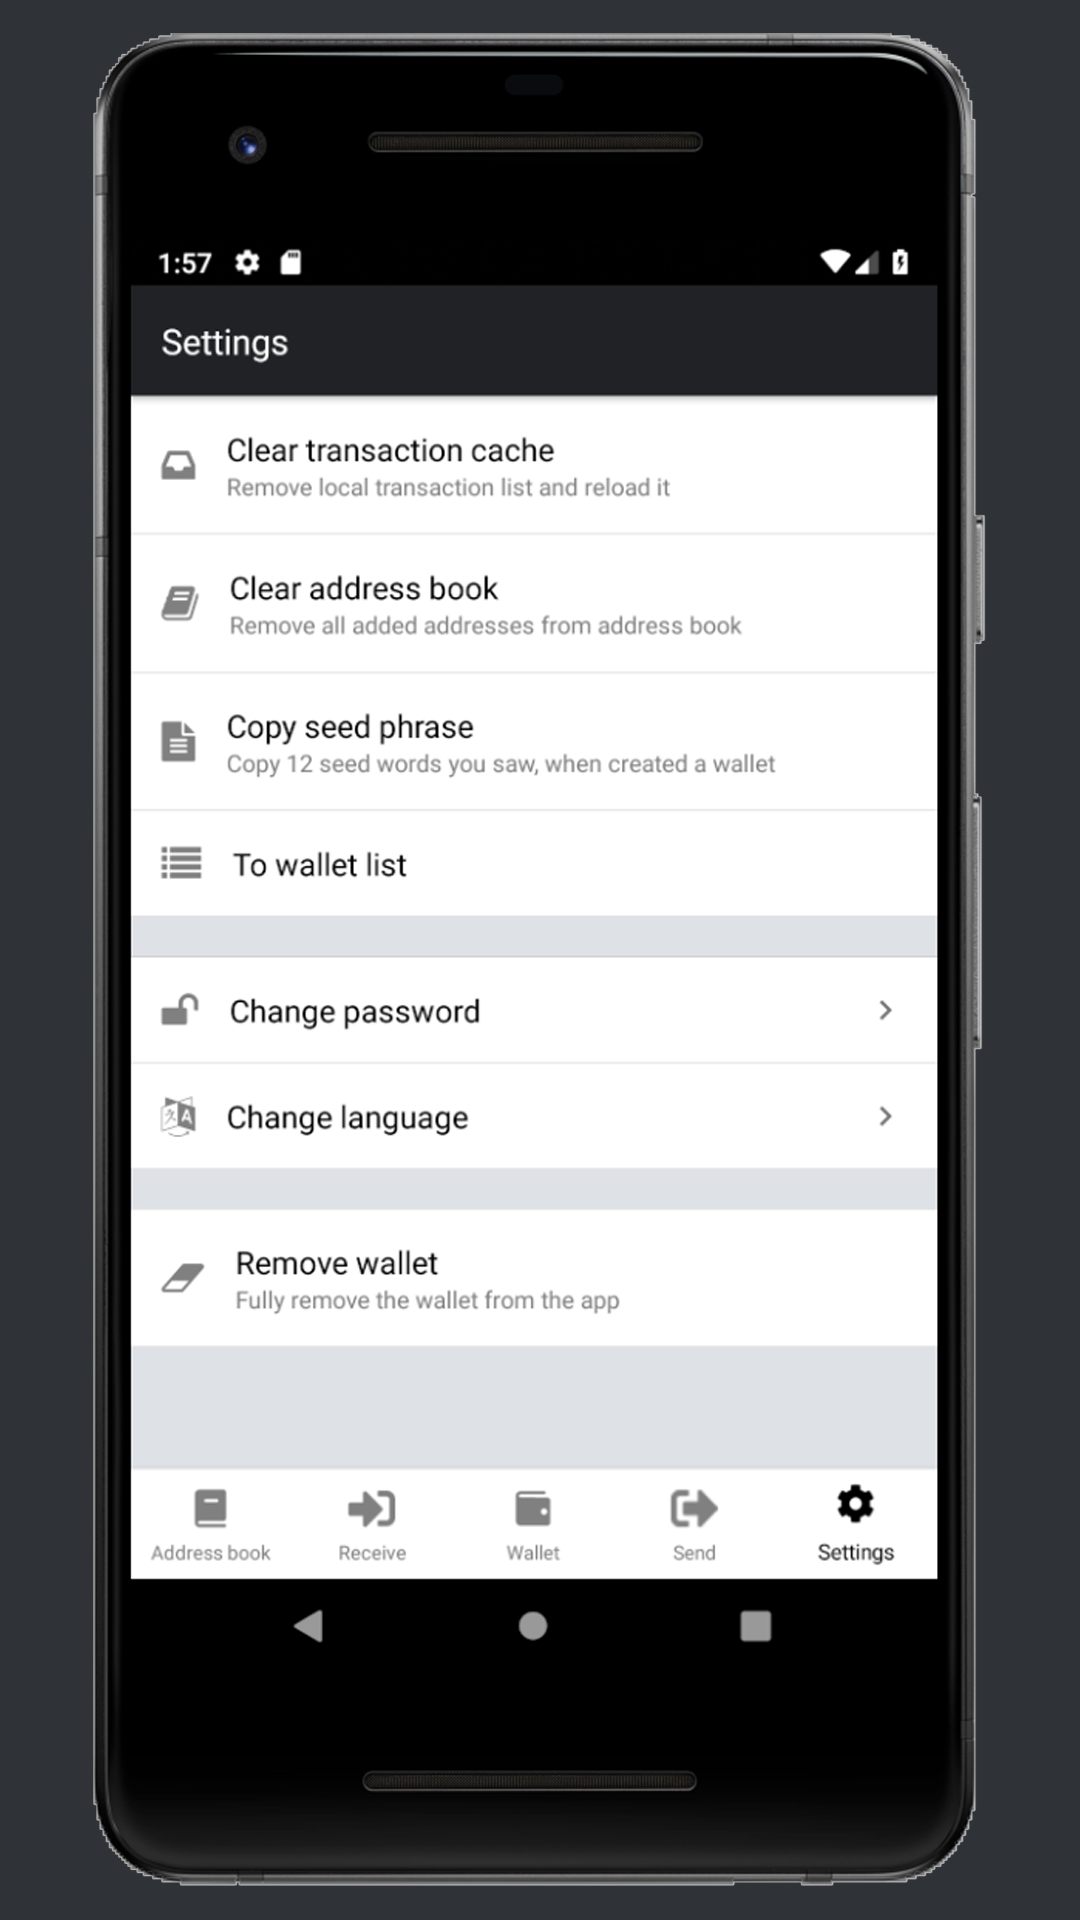 1:57
Settings
Clear transaction cache
Remove local transaction list and reload it
Clear address book
Remove all added addresses from address book
Copy seed phrase
Copy 12 seed words you saw, when created a wallet
To wallet list
Change password
Change language
Remove wallet
Fully remove the wallet from the app
Address book
Receive
Wallet
Send
Settings